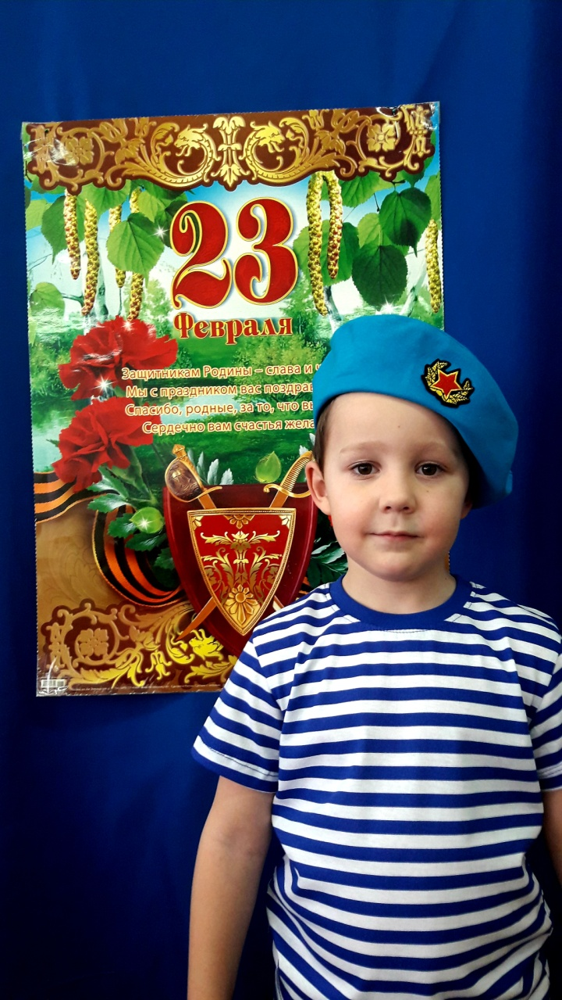 23
Февраля
Защитникам Родины – слава и
Мы с праздником вас
Спасибо, родные, за то, что
Сердечно вам счастья